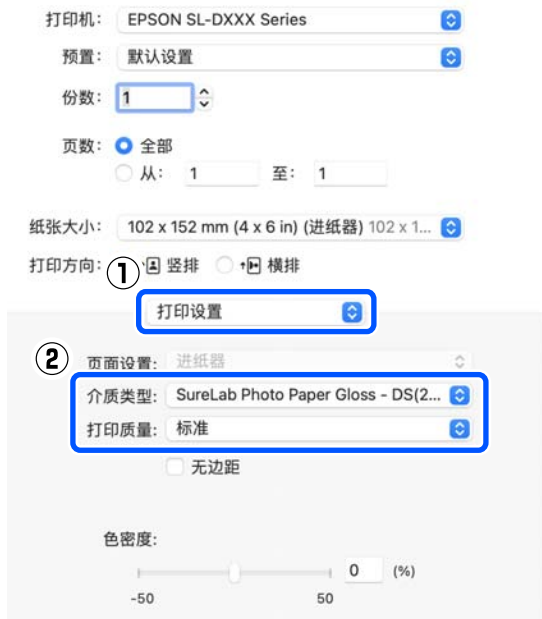 打印机: EPSON SL-DXXX Series
预置: 默认设置
份数: 1
页数: 全部
从: 1 至: 1
纸张大小: 102 x 152 mm (4 x 6 in) (进纸器) 102 x 1...
打印方向: 竖排 横排
①
打印设置
②
页面设置: 进纸器
介质类型: SureLab Photo Paper Gloss - DS(2...
打印质量: 标准
无边距
色密度:
0 (%)
-50 50